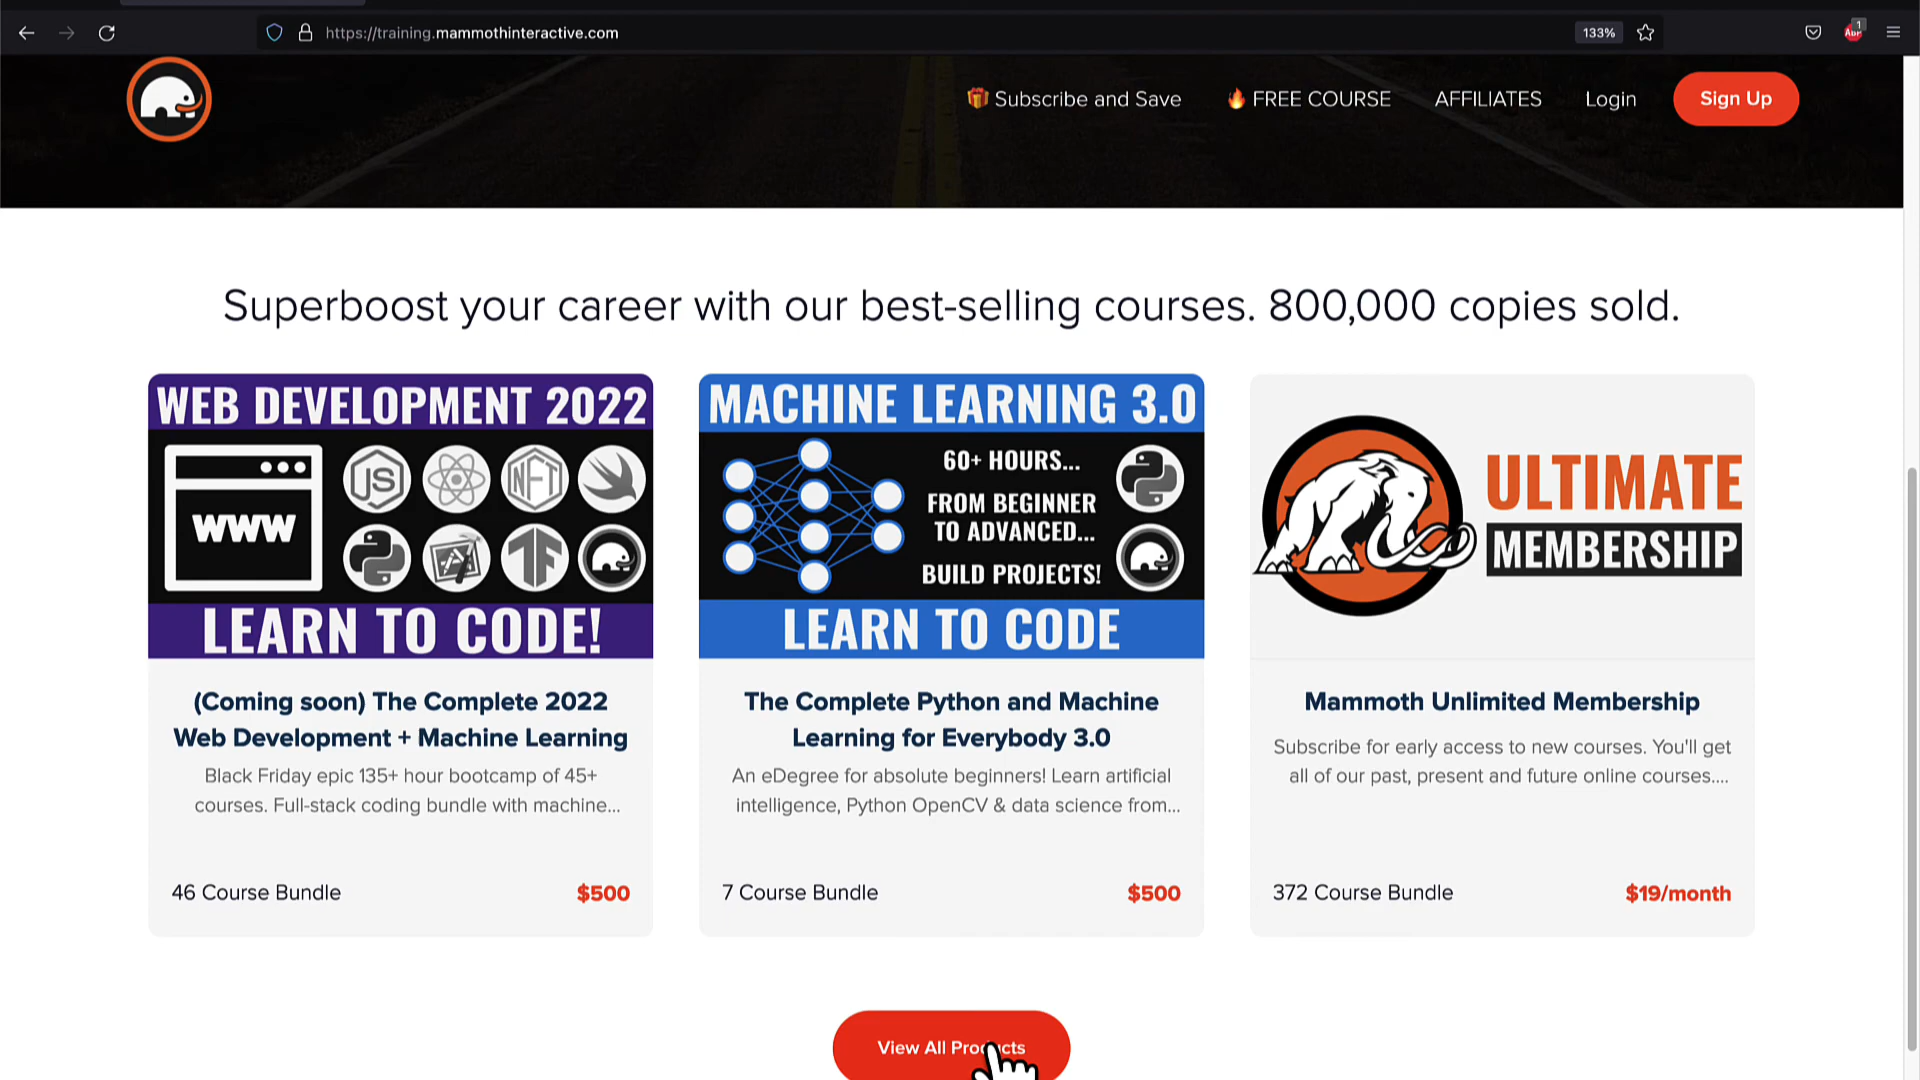 https://training.mammothinteractive.com
133%
1
ABP
🎁 Subscribe and Save
🔥 FREE COURSE
AFFILIATES
Login
Sign Up
Superboost your career with our best-selling courses. 800,000 copies sold.
WEB DEVELOPMENT 2022
WWW
JS
NFT
LEARN TO CODE!
(Coming soon) The Complete 2022
Web Development + Machine Learning
Black Friday epic 135+ hour bootcamp of 45+
courses. Full-stack coding bundle with machine...
46 Course Bundle
$500
MACHINE LEARNING 3.0
60+ HOURS...
FROM BEGINNER
TO ADVANCED...
BUILD PROJECTS!
LEARN TO CODE
The Complete Python and Machine
Learning for Everybody 3.0
An eDegree for absolute beginners! Learn artificial
intelligence, Python OpenCV & data science from...
7 Course Bundle
$500
ULTIMATE
MEMBERSHIP
Mammoth Unlimited Membership
Subscribe for early access to new courses. You'll get
all of our past, present and future online courses....
372 Course Bundle
$19/month
View All Products